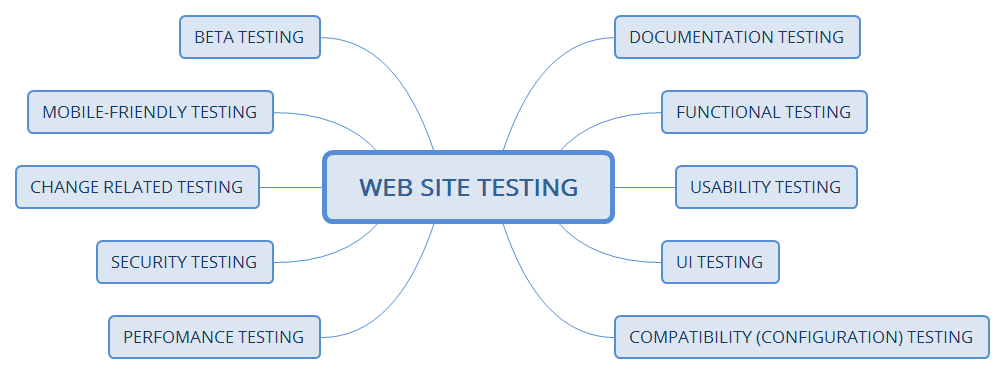 BETA TESTING
DOCUMENTATION TESTING
MOBILE-FRIENDLY TESTING
FUNCTIONAL TESTING
CHANGE RELATED TESTING
WEB SITE TESTING
USABILITY TESTING
SECURITY TESTING
UI TESTING
PERFOMANCE TESTING
COMPATIBILITY (CONFIGURATION) TESTING